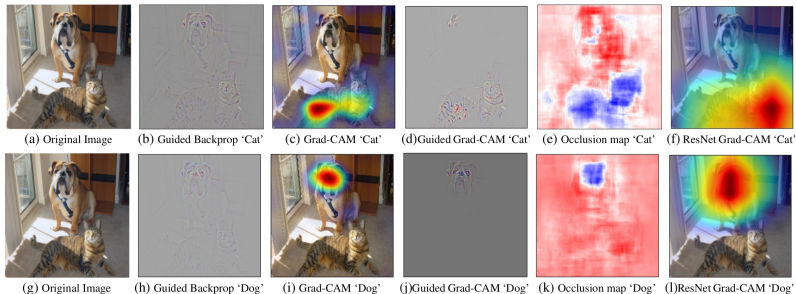 (a) Original Image
(b) Guided Backprop ‘Cat’
(c) Grad-CAM ‘Cat’
(d)Guided Grad-CAM ‘Cat’
(e) Occlusion map ‘Cat’
(f) ResNet Grad-CAM ‘Cat’
(g) Original Image
(h) Guided Backprop ‘Dog’
(i) Grad-CAM ‘Dog’
(j)Guided Grad-CAM ‘Dog’
(k) Occlusion map ‘Dog’
(l)ResNet Grad-CAM ‘Dog’